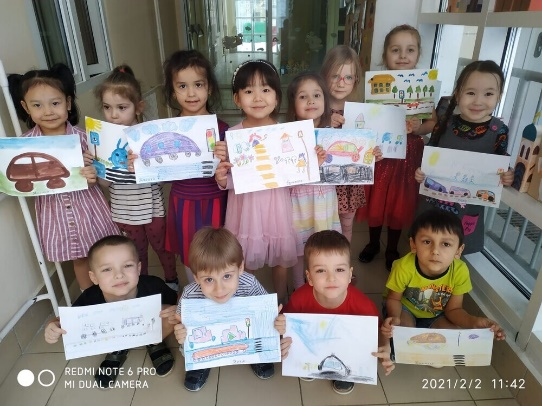 REDMI NOTE 6 PRO
MI DUAL CAMERA
2021/2/2 11:42